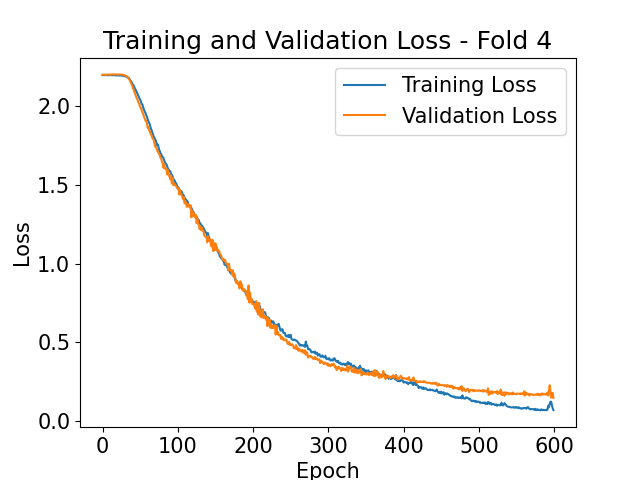 Training and Validation Loss - Fold 4
Training Loss
Validation Loss
Loss
2.0
1.5
1.0
0.5
0.0
0 100 200 300 400 500 600
Epoch